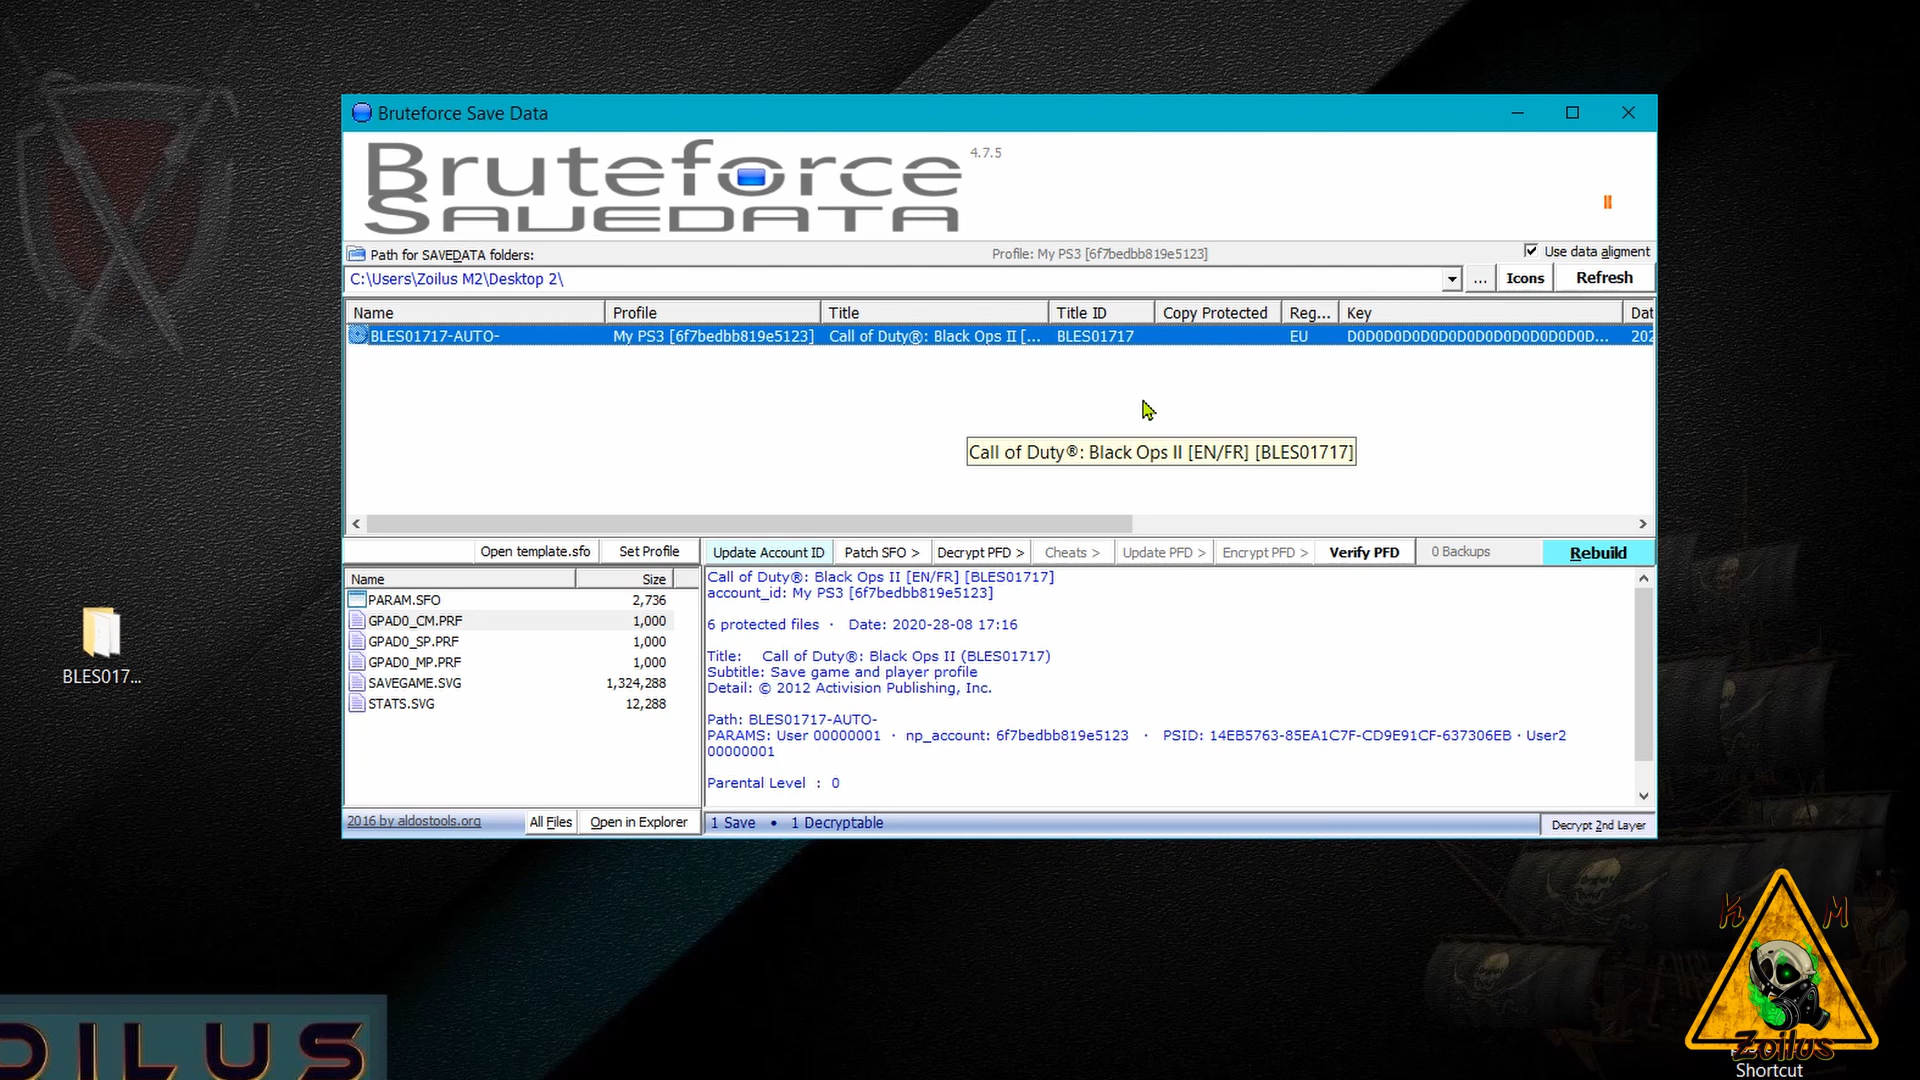 Bruteforce Save Data
Bruteforce
SAVEDATA
4.7.5
Path for SAVEDATA folders:
Profile: My PS3 [6f7bedbb819e5123]
Use data aligment
C:\Users\Zoilus M2\Desktop 2\
...
Icons
Refresh
Name Profile Title Title ID Copy Protected Reg... Key Dat
BLES01717-AUTO- My PS3 [6f7bedbb819e5123] Call of Duty®: Black Ops II [... BLES01717 EU D0D0D0D0D0D0D0D0D0D0D0D0D0D... 202
Call of Duty®: Black Ops II [EN/FR] [BLES01717]
Open template.sfo Set Profile Update Account ID Patch SFO > Decrypt PFD > Cheats > Update PFD > Encrypt PFD > Verify PFD 0 Backups Rebuild
Name Size
PARAM.SFO 2,736
GPAD0_CM.PRF 1,000
GPAD0_SP.PRF 1,000
GPAD0_MP.PRF 1,000
SAVEGAME.SVG 1,324,288
STATS.SVG 12,288
Call of Duty®: Black Ops II [EN/FR] [BLES01717]
account_id: My PS3 [6f7bedbb819e5123]
6 protected files · Date: 2020-28-08 17:16
Title: Call of Duty®: Black Ops II (BLES01717)
Subtitle: Save game and player profile
Detail: © 2012 Activision Publishing, Inc.
Path: BLES01717-AUTO-
PARAMS: User 00000001 · np_account: 6f7bedbb819e5123 · PSID: 14EB5763-85EA1C7F-CD9E91CF-637306EB · User2
00000001
Parental Level : 0
2016 by aldostools.org
All Files
Open in Explorer
1 Save • 1 Decryptable
Decrypt 2nd Layer
BLES017...
OILUS
K M
Zoilus
Shortcut